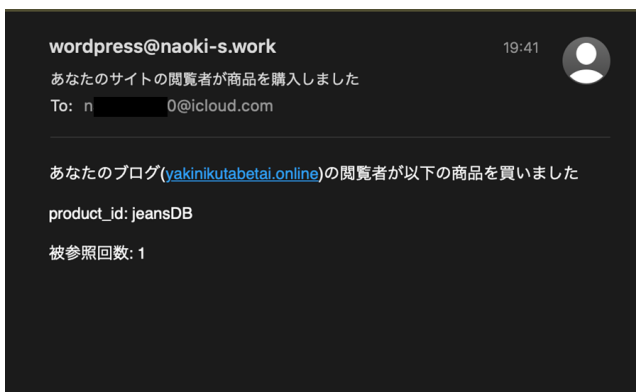 wordpress@naoki-s.work
19:41
あなたのサイトの閲覧者が商品を購入しました
To: n 0@icloud.com
あなたのブログ(yakinikutabetai.online)の閲覧者が以下の商品を買いました
product_id: jeansDB
被参照回数: 1